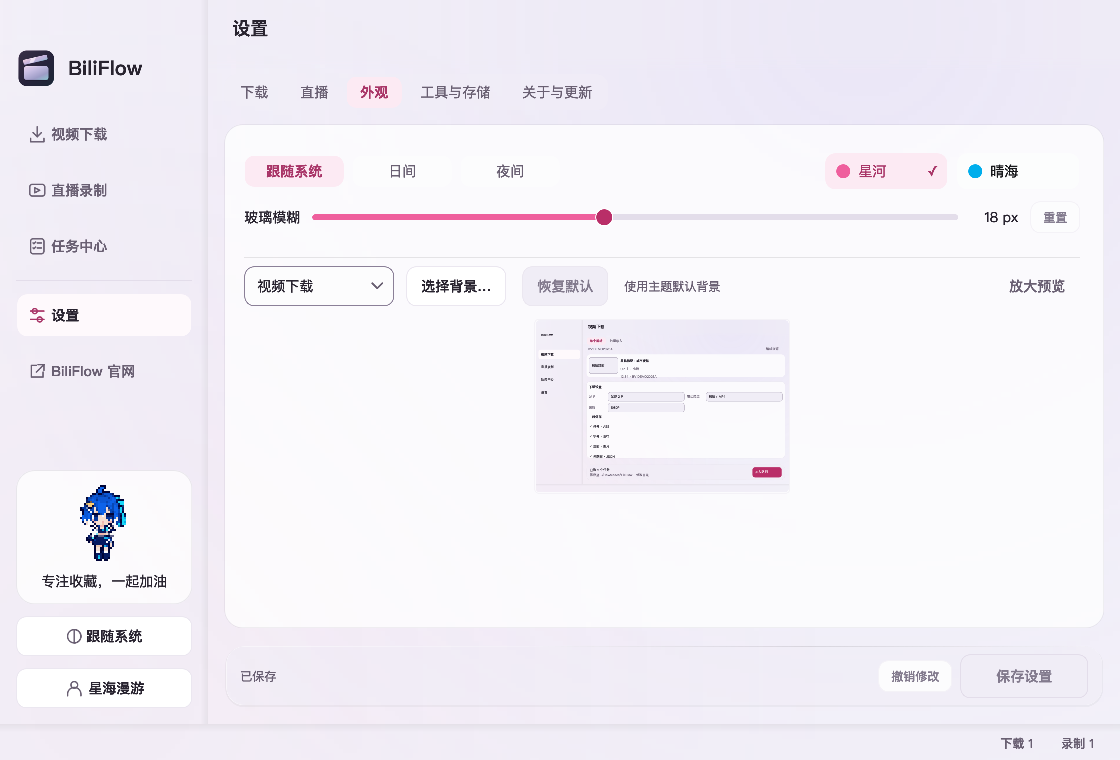 设置
BiliFlow
下载 直播 外观 工具与存储 关于与更新
视频下载
直播录制
任务中心
设置
BiliFlow 官网
专注收藏，一起加油
跟随系统
星海漫游
跟随系统 日间 夜间 星河 晴海
玻璃模糊 18 px 重置
视频下载 选择背景... 恢复默认 使用主题默认背景 放大预览
已保存 撤销修改 保存设置
下载 1 录制 1